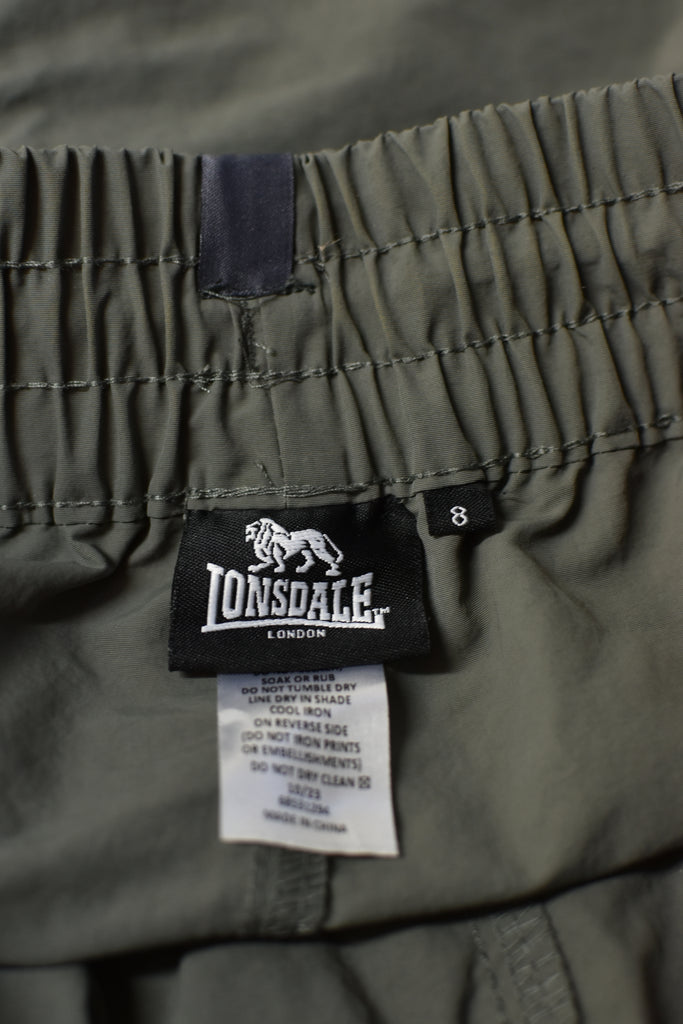 8
LONSDALE™
LONDON
SOAK OR RUB
DO NOT TUMBLE DRY
LINE DRY IN SHADE
COOL IRON
ON REVERSE SIDE
(DO NOT IRON PRINTS
OR EMBELLISHMENTS)
DO NOT DRY CLEAN
10/23
MADE IN CHINA